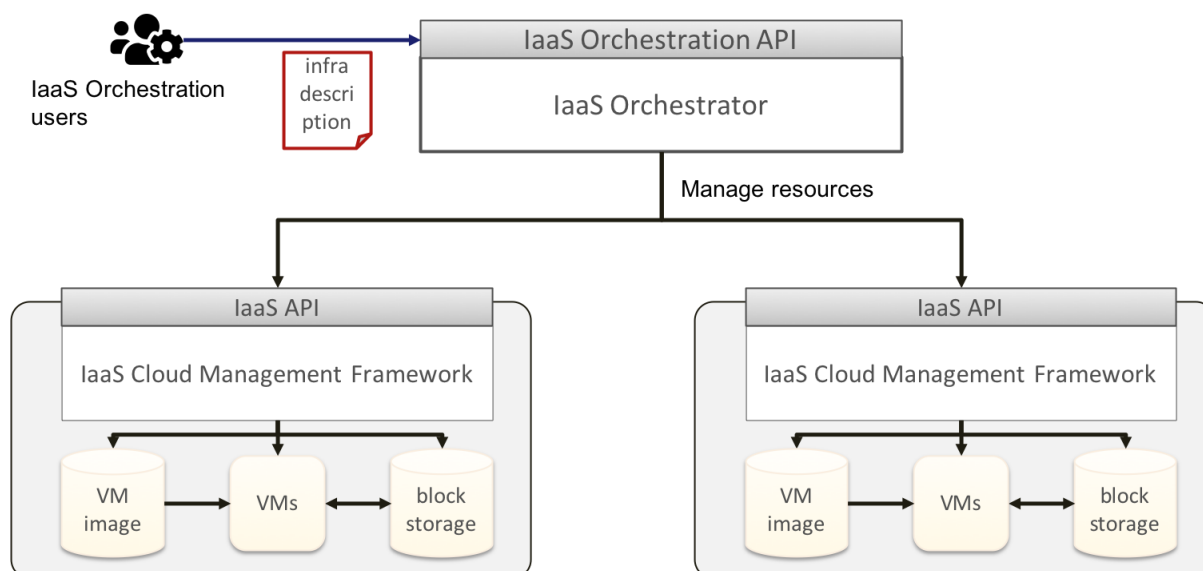 IaaS Orchestration API
IaaS Orchestration
users
infra
descri
ption
IaaS Orchestrator
Manage resources
IaaS API
IaaS Cloud Management Framework
VM
image
VMs
block
storage
IaaS API
IaaS Cloud Management Framework
VM
image
VMs
block
storage